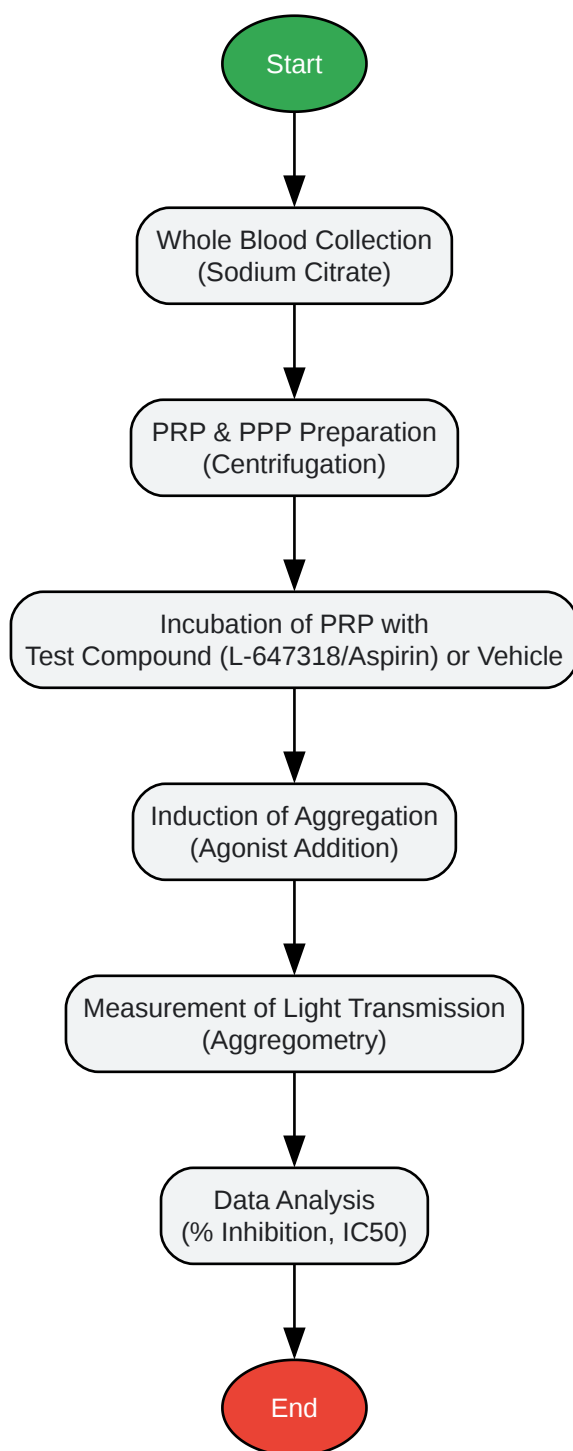 Start
Whole Blood Collection
(Sodium Citrate)
PRP & PPP Preparation
(Centrifugation)
Incubation of PRP with
Test Compound (L-647318/Aspirin) or Vehicle
Induction of Aggregation
(Agonist Addition)
Measurement of Light Transmission
(Aggregometry)
Data Analysis
(% Inhibition, IC50)
End